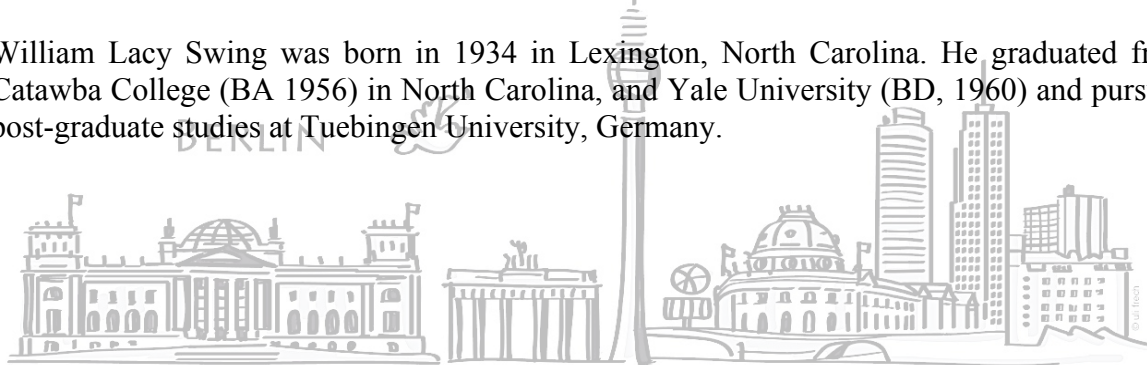 William Lacy Swing was born in 1934 in Lexington, North Carolina. He graduated fr
Catawba College (BA 1956) in North Carolina, and Yale University (BD, 1960) and purs
post-graduate studies at Tuebingen University, Germany.
BERLIN